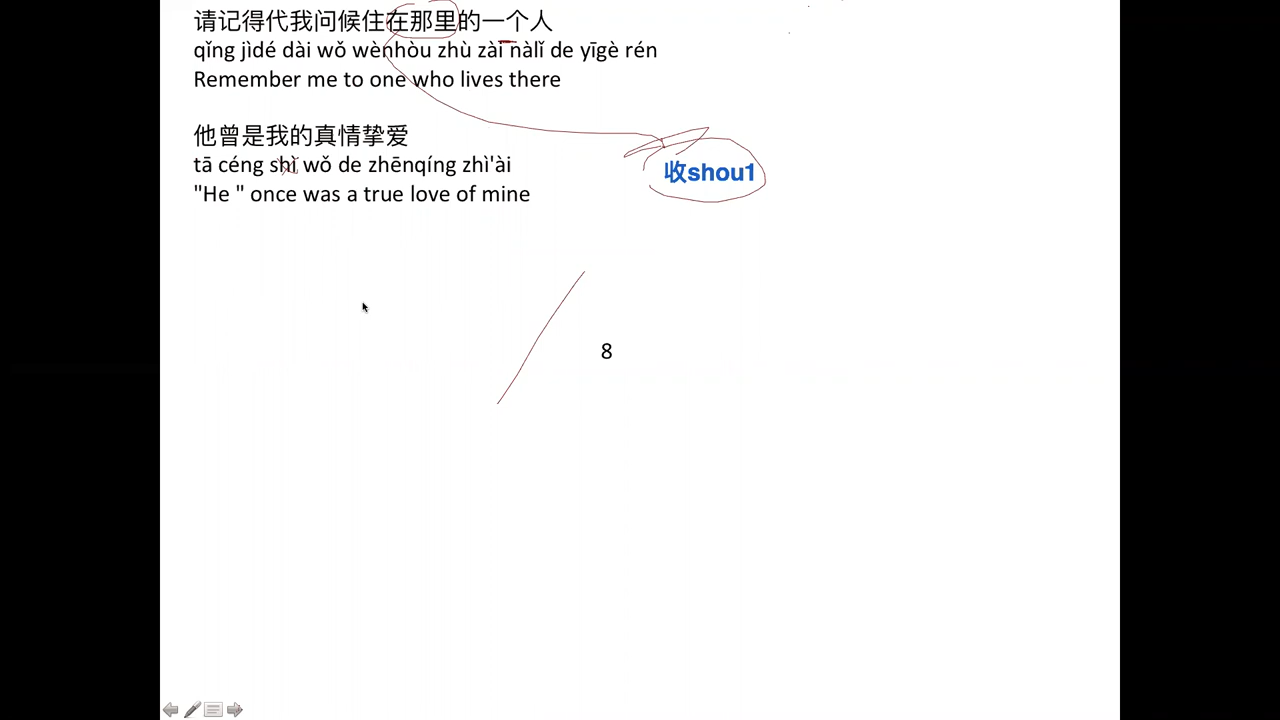 请记得代我问候住在那里的一个人
qǐng jìdé dài wǒ wènhòu zhù zài nàlǐ de yīgè rén
Remember me to one who lives there
他曾是我的真情挚爱
tā céng shì wǒ de zhēnqíng zhì'ài
"He " once was a true love of mine
收shou1
8